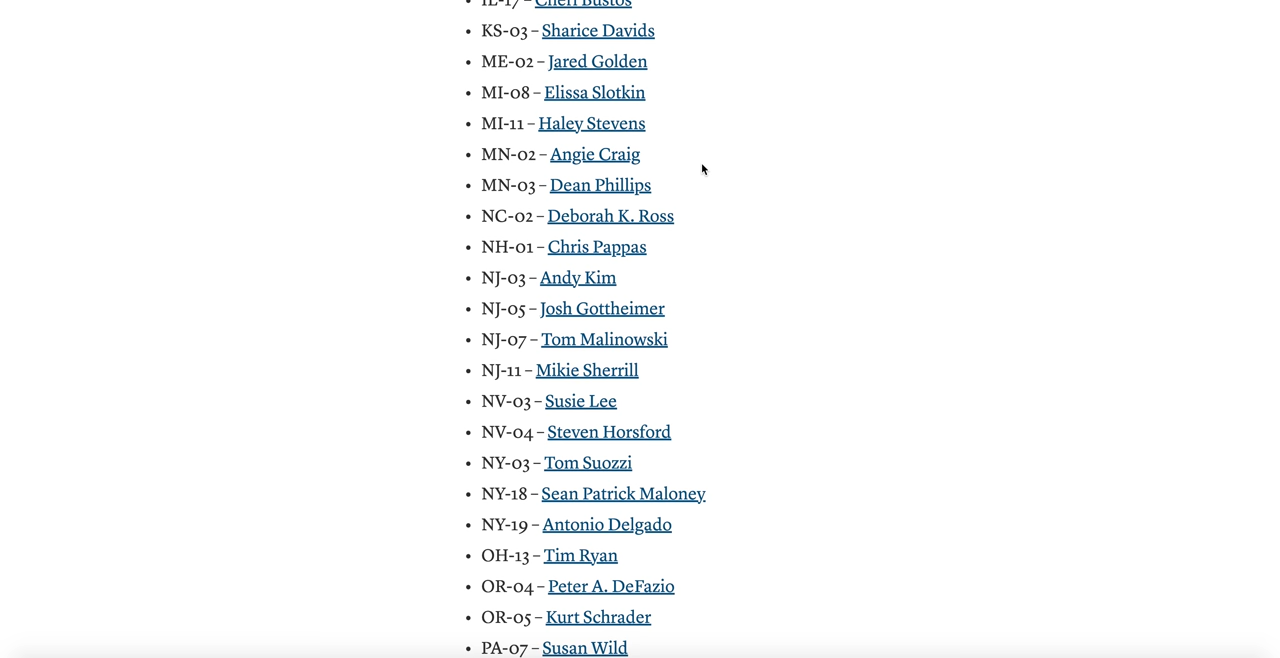 • IL-17 – Cheri Bustos
• KS-03 – Sharice Davids
• ME-02 – Jared Golden
• MI-08 – Elissa Slotkin
• MI-11 – Haley Stevens
• MN-02 – Angie Craig
• MN-03 – Dean Phillips
• NC-02 – Deborah K. Ross
• NH-01 – Chris Pappas
• NJ-03 – Andy Kim
• NJ-05 – Josh Gottheimer
• NJ-07 – Tom Malinowski
• NJ-11 – Mikie Sherrill
• NV-03 – Susie Lee
• NV-04 – Steven Horsford
• NY-03 – Tom Suozzi
• NY-18 – Sean Patrick Maloney
• NY-19 – Antonio Delgado
• OH-13 – Tim Ryan
• OR-04 – Peter A. DeFazio
• OR-05 – Kurt Schrader
• PA-07 – Susan Wild